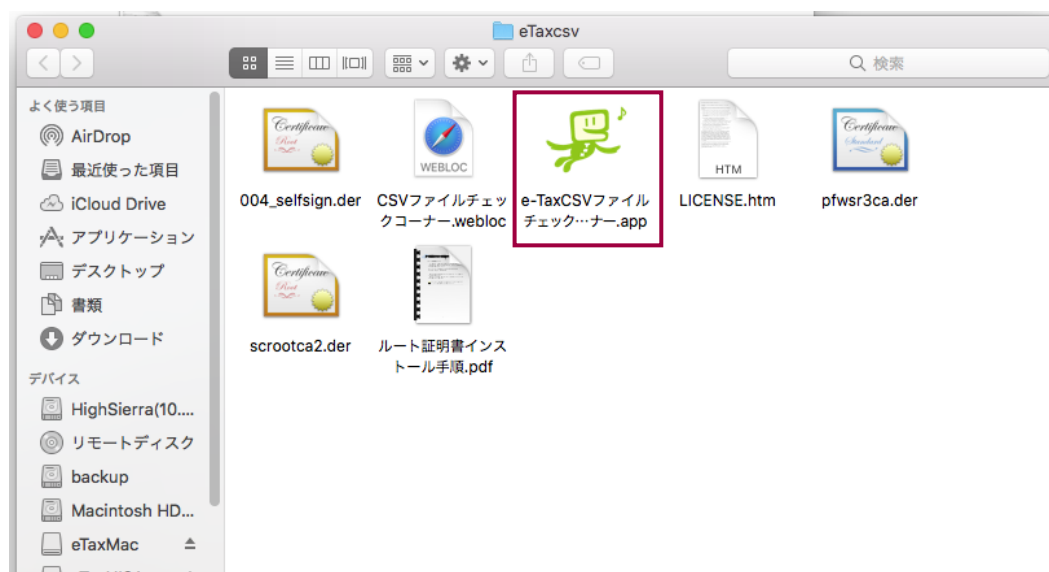 eTaxcsv
検索
よく使う項目
AirDrop
最近使った項目
iCloud Drive
アプリケーション
デスクトップ
書類
ダウンロード
デバイス
HighSierra(10....
リモートディスク
backup
Macintosh HD...
eTaxMac
Certificate
Root
004_selfsign.der
WEBLOC
CSVファイルチェッ
クコーナー.webloc
e-TaxCSVファイル
チェック…ナー.app
HTM
LICENSE.htm
Certificate
Standard
pfwsr3ca.der
Certificate
Root
scrootca2.der
ルート証明書インス
トール手順.pdf